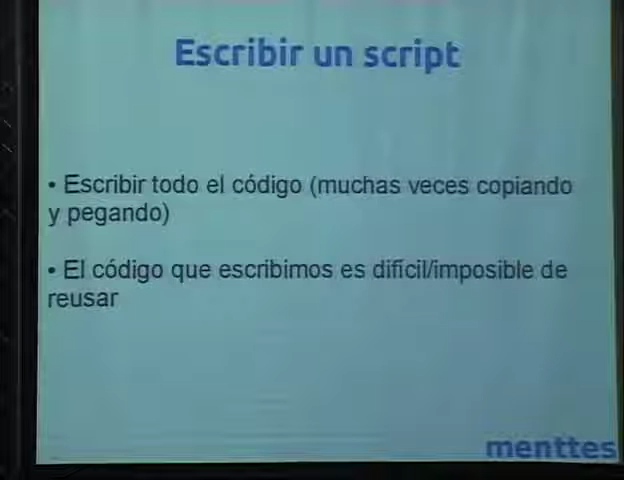 Escribir un script
• Escribir todo el código (muchas veces copiando
y pegando)
• El código que escribimos es difícil/imposible de
reusar
menttes